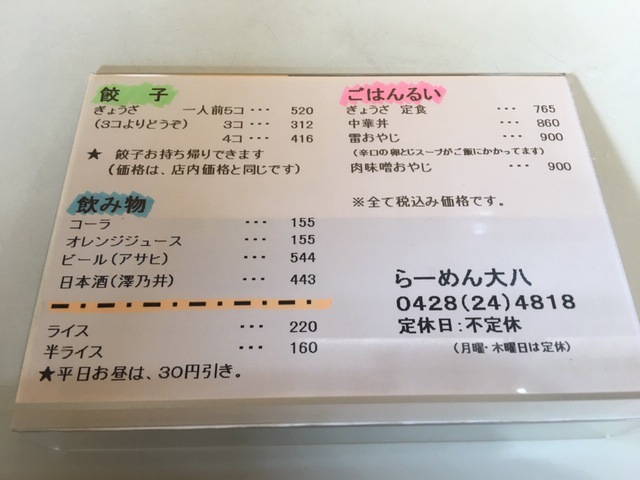 餃　子
ぎょうざ　一人前5コ・・・ 520
(3コよりどうぞ) 3コ・・・ 312
4コ・・・ 416
★ 餃子お持ち帰りできます
(価格は、店内価格と同じです)
飲み物
コーラ ・・・ 155
オレンジジュース ・・・ 155
ビール(アサヒ) ・・・ 544
日本酒(澤乃井) ・・・ 443
ライス ・・・ 220
半ライス ・・・ 160
★平日お昼は、30円引き。
ごはんるい
ぎょうざ 定食 ・・・ 765
中華丼 ・・・ 860
雷おやじ ・・・ 900
(辛口の卵とじスープがご飯にかかってます)
肉味噌おやじ ・・・ 900
※全て税込み価格です。
らーめん大八
0428(24)4818
定休日:不定休
(月曜・木曜日は定休)